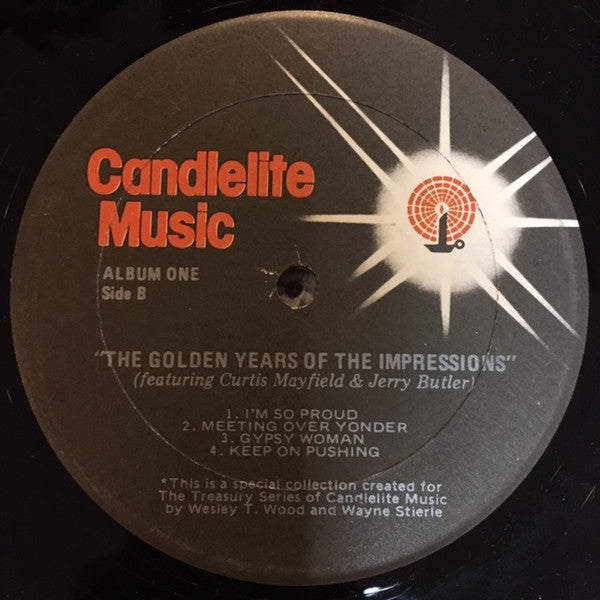 Candlelite
Music
ALBUM ONE
Side B
"THE GOLDEN YEARS OF THE IMPRESSIONS"
(featuring Curtis Mayfield & Jerry Butler)
1. I'M SO PROUD
2. MEETING OVER YONDER
3. GYPSY WOMAN
4. KEEP ON PUSHING
*This is a special collection created for
The Treasury Series of Candlelite Music
by Wesley T. Wood and Wayne Stierle